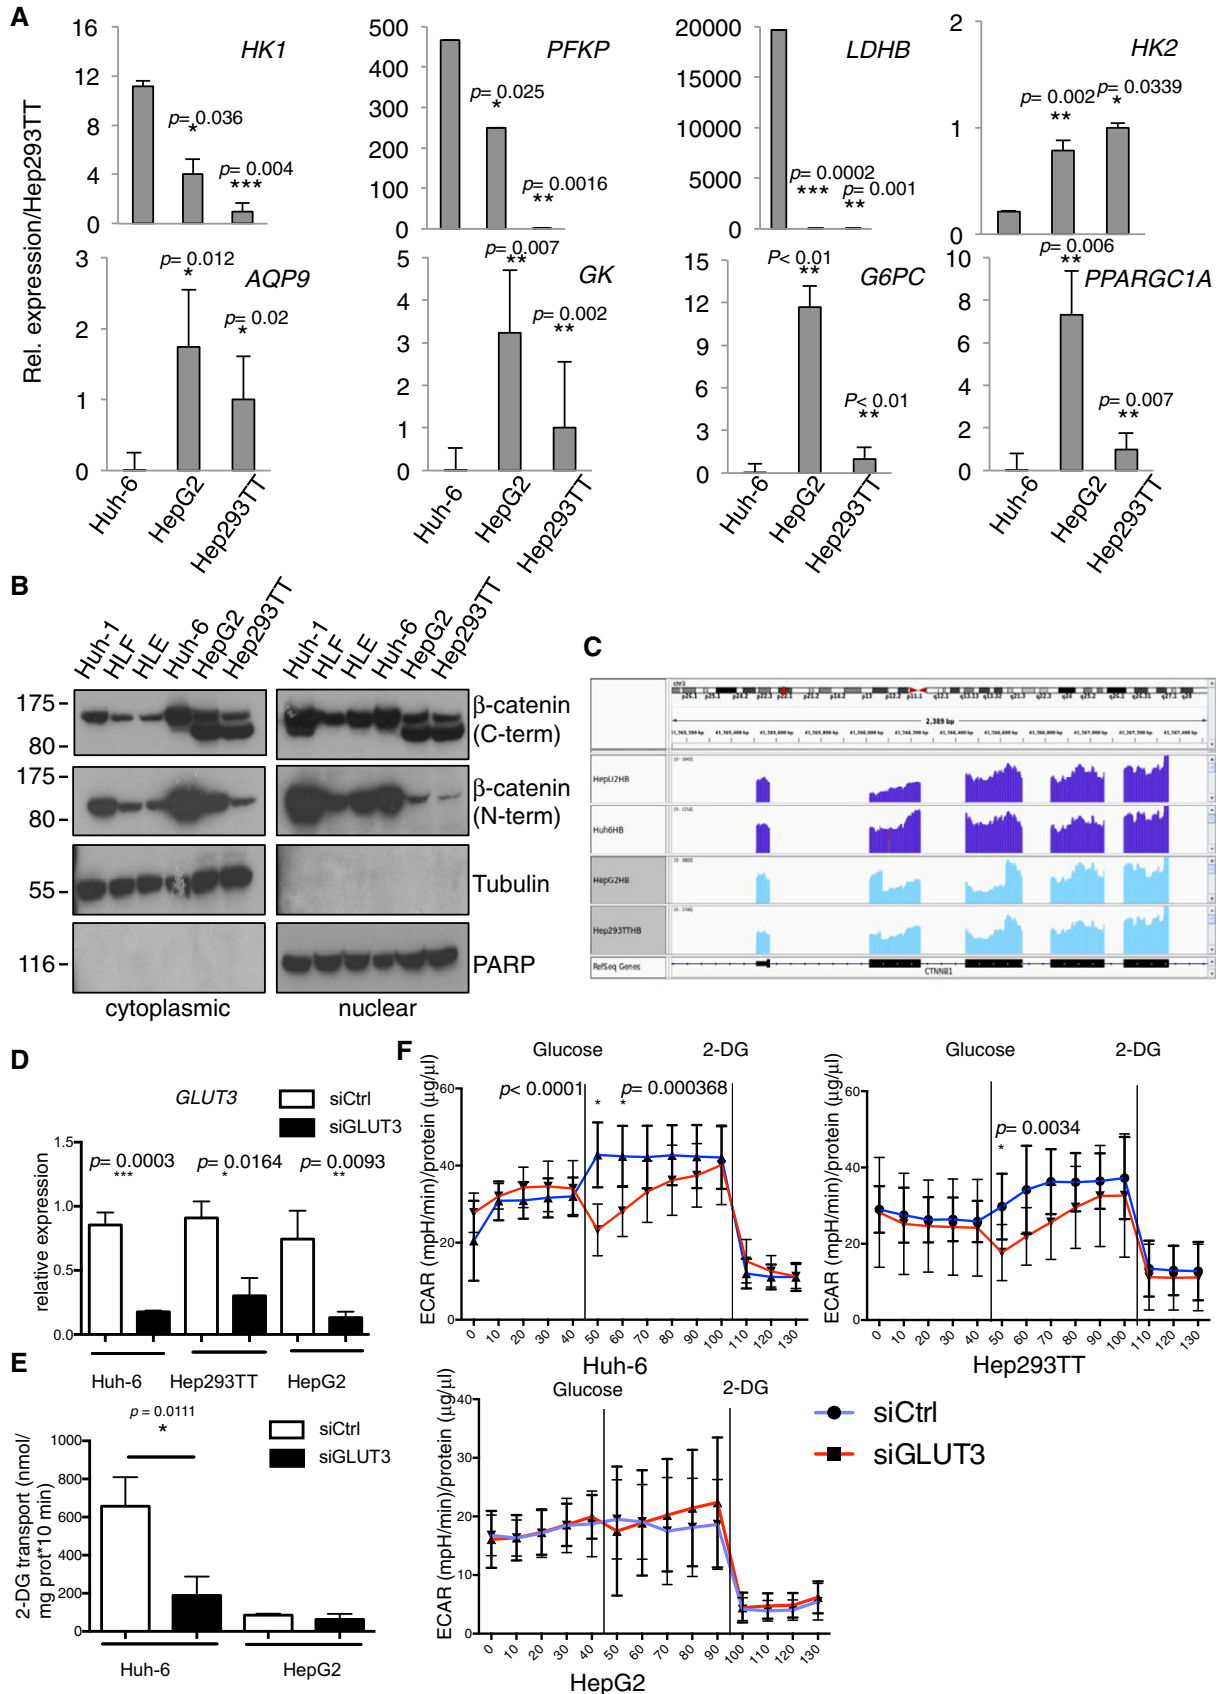 A
Rel. expression/Hep293TT
16
12
8
4
0
HK1
p= 0.036
*
p= 0.004
***
500
400
300
200
100
0
PFKP
p= 0.025
*
p= 0.0016
**
20000
15000
10000
5000
0
LDHB
p= 0.0002
***
p= 0.001
**
2
1
0
HK2
p= 0.002
**
p= 0.0339
*
3
2
1
0
AQP9
p= 0.012
*
p= 0.02
*
Huh-6
HepG2
Hep293TT
5
4
3
2
1
0
GK
p= 0.007
**
p= 0.002
**
Huh-6
HepG2
Hep293TT
15
12
9
6
3
0
G6PC
P< 0.01
**
P< 0.01
**
Huh-6
HepG2
Hep293TT
10
8
6
4
2
0
PPARGC1A
p= 0.006
**
p= 0.007
**
Huh-6
HepG2
Hep293TT
B
Huh-1
HLF
HLE
Huh-6
HepG2
Hep293TT
Huh-1
HLF
HLE
Huh-6
HepG2
Hep293TT
175
80
β-catenin
(C-term)
175
80
β-catenin
(N-term)
55
Tubulin
116
PARP
cytoplasmic
nuclear
C
chr3
2,389 bp
HepU2HB
Huh6HB
HepG2HB
Hep293TTHB
RefSeq Genes
CTNNB1
D
GLUT3
siCtrl
siGLUT3
relative expression
1.5
1.0
0.5
0.0
p= 0.0003
***
p= 0.0164
*
p= 0.0093
**
Huh-6
Hep293TT
HepG2
E
p = 0.0111
*
siCtrl
siGLUT3
2-DG transport (nmol/
mg prot*10 min)
1000
800
600
400
200
0
Huh-6
HepG2
F
Glucose
2-DG
ECAR (mpH/min)/protein (µg/µl)
60
40
20
0
p< 0.0001
*
p= 0.000368
*
0 10 20 30 40 50 60 70 80 90 100 110 120 130
Huh-6
Glucose
2-DG
ECAR (mpH/min)/protein (µg/µl)
60
40
20
0
p= 0.0034
*
0 10 20 30 40 50 60 70 80 90 100 110 120 130
Hep293TT
Glucose
2-DG
ECAR (mpH/min)/protein (µg/µl)
40
30
20
10
0
0 10 20 30 40 50 60 70 80 90 100 110 120 130
HepG2
siCtrl
siGLUT3